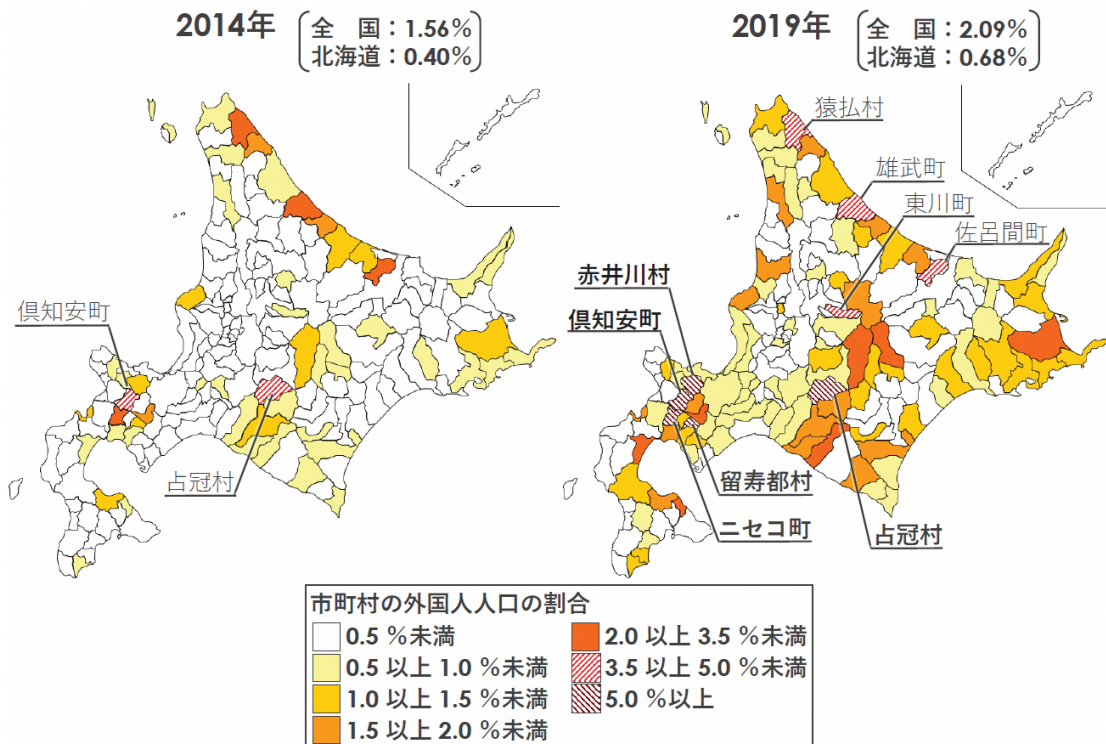 2014年
全　国：1.56%
北海道：0.40%
倶知安町
占冠村
2019年
全　国：2.09%
北海道：0.68%
猿払村
雄武町
東川町
佐呂間町
赤井川村
倶知安町
留寿都村
ニセコ町
占冠村
市町村の外国人人口の割合
0.5 %未満
0.5 以上 1.0 %未満
1.0 以上 1.5 %未満
1.5 以上 2.0 %未満
2.0 以上 3.5 %未満
3.5 以上 5.0 %未満
5.0 %以上